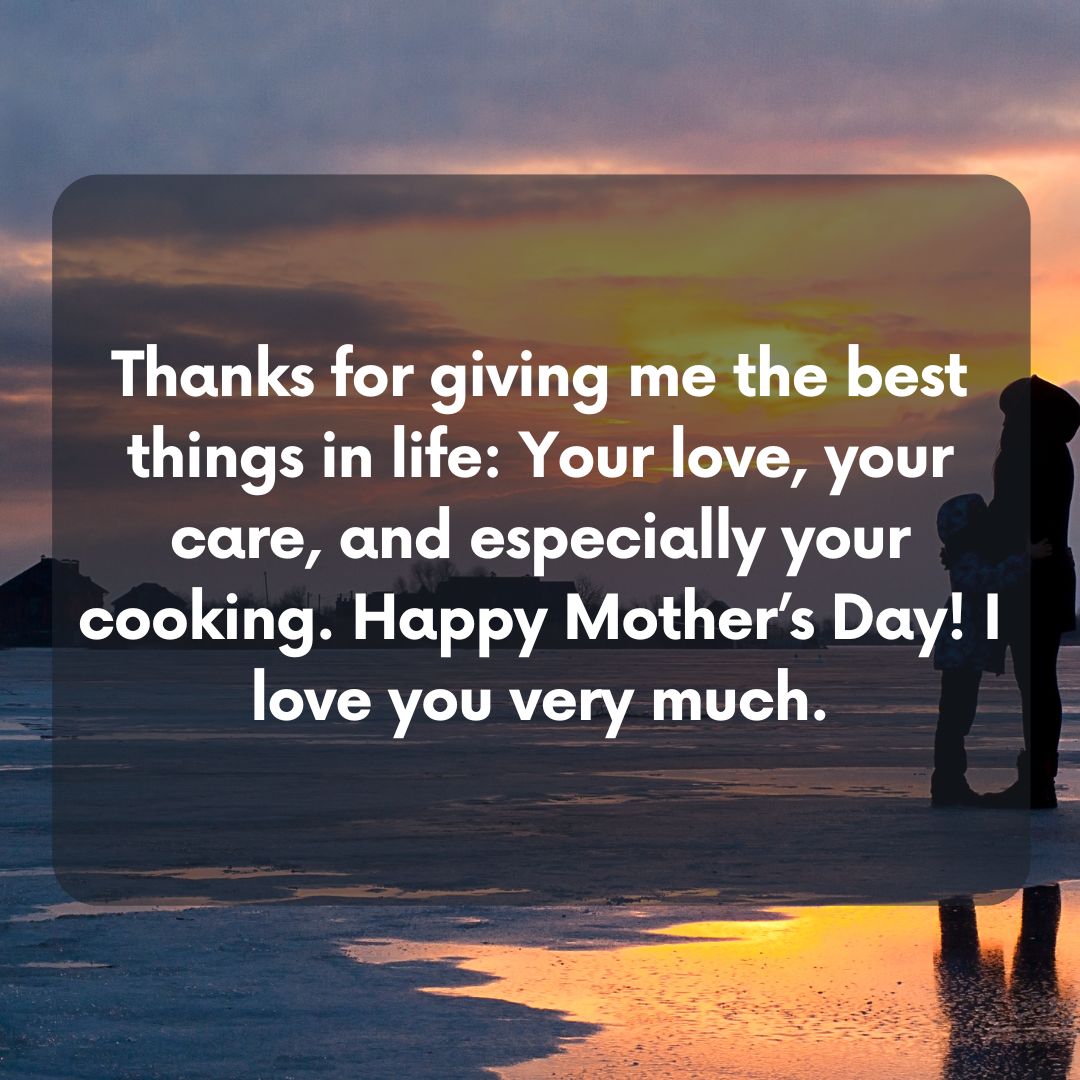 Thanks for giving me the best
things in life: Your love, your
care, and especially your
cooking. Happy Mother’s Day! I
love you very much.